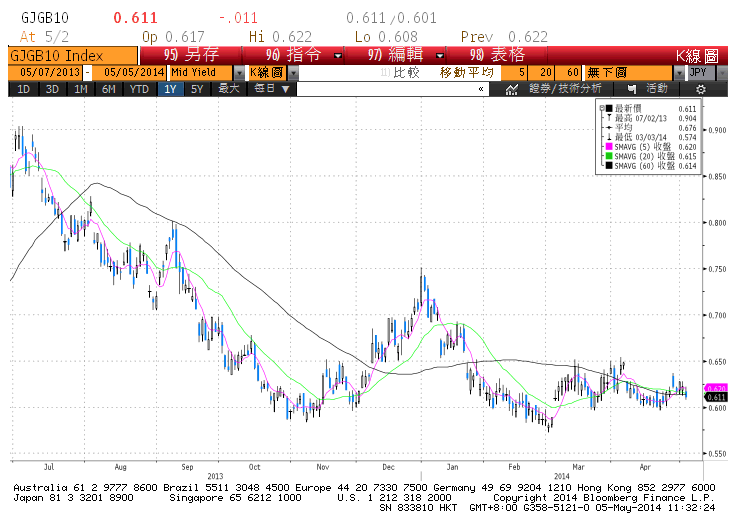 GJGB10 0.611 -.011 0.611/0.601
At 5/2 Op 0.617 Hi 0.622 Lo 0.608 Prev 0.622
GJGB10 Index 95) 另存 96) 指令 97) 編輯 98) 表格 K線圖
05/07/2013 - 05/05/2014 Mid Yield K線圖 比較 移動平均 5 20 60 無下圖 JPY
1D 3D 1M 6M YTD 1Y 5Y 最大 每日 ▼ « 證券/技術分析 活動
最新價 0.611
最高 07/02/13 0.904
平均 0.676
最低 03/03/14 0.574
SMAVG (5) 收盤 0.620
SMAVG (20) 收盤 0.615
SMAVG (60) 收盤 0.614
0.900
0.850
0.800
0.750
0.700
0.650
0.620
0.611
0.600
0.550
Jul Aug Sep Oct Nov Dec Jan Feb Mar Apr
2013 2014
Australia 61 2 9777 8600 Brazil 5511 3048 4500 Europe 44 20 7330 7500 Germany 49 69 9204 1210 Hong Kong 852 2977 6000
Japan 81 3 3201 8900 Singapore 65 6212 1000 U.S. 1 212 318 2000 Copyright 2014 Bloomberg Finance L.P.
SN 833810 HKT GMT+8:00 G358-5121-0 05-May-2014 11:32:24